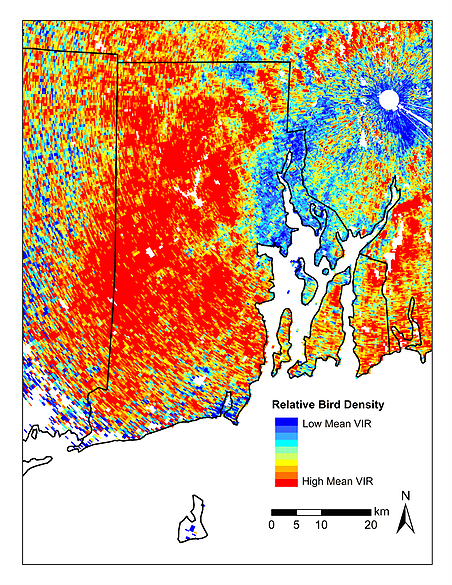 Relative Bird Density
Low Mean VIR
High Mean VIR
N
km
0 5 10 20